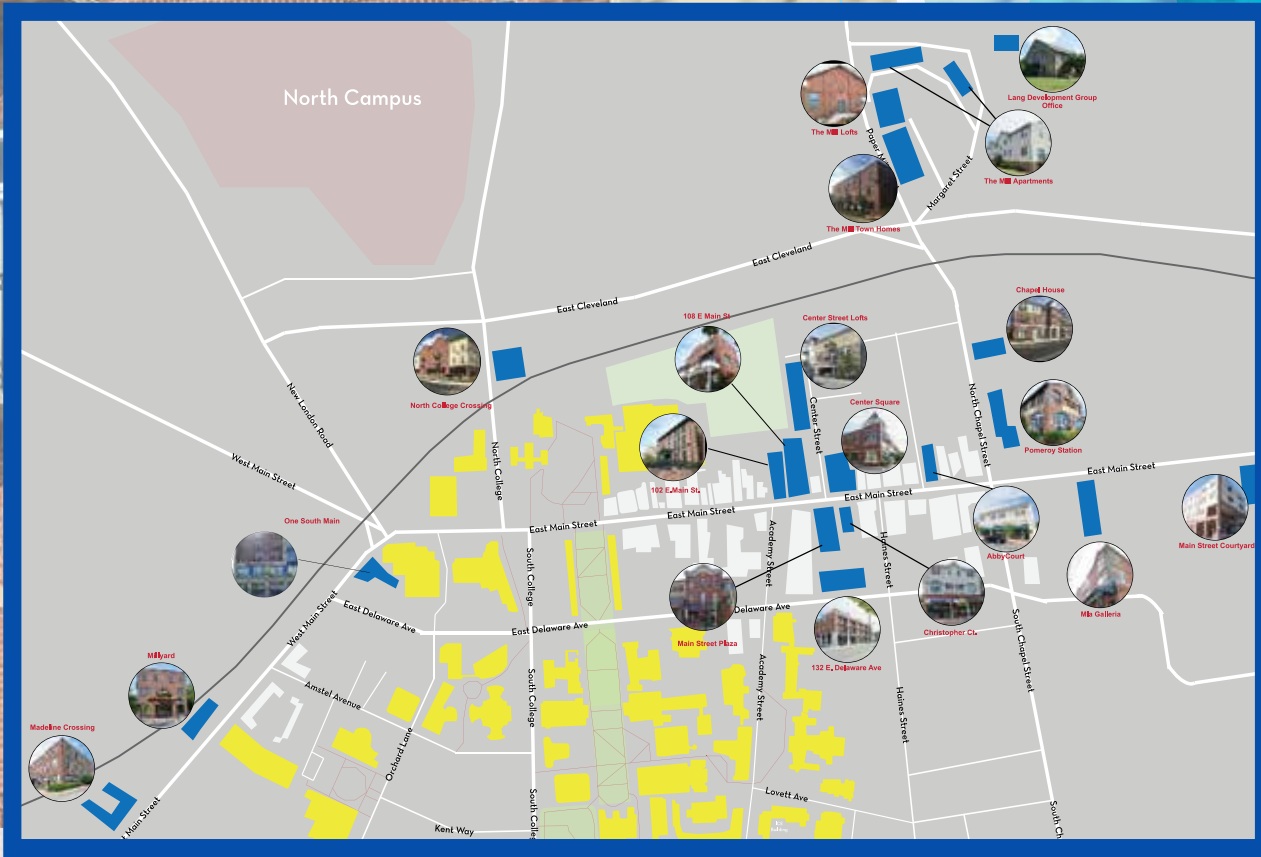 North Campus
Lang Development Group
Office
The Mill Lofts
The Mill Apartments
The Mill Town Homes
Margaret Street
East Cleveland
East Cleveland
Chapel House
108 E Main St
Center Street Lofts
North College Crossing
New London Road
West Main Street
North College
Center Street
Center Square
North Chapel Street
Pomeroy Station
102 E.Main St.
East Main Street
East Main Street
East Main Street
East Main Street
One South Main
AbbyCourt
Main Street Courtyard
Academy Street
Haines Street
South College
Mia Galleria
West Main Street
East Delaware Ave
East Delaware Ave
Delaware Ave
Main Street Plaza
132 E. Delaware Ave
Christopher Ct.
South Chapel Street
Millyard
Amstel Avenue
Orchard Lane
South College
Academy Street
Haines Street
Madeline Crossing
Main Street
Kent Way
South Colle
Lovett Ave
South Ch